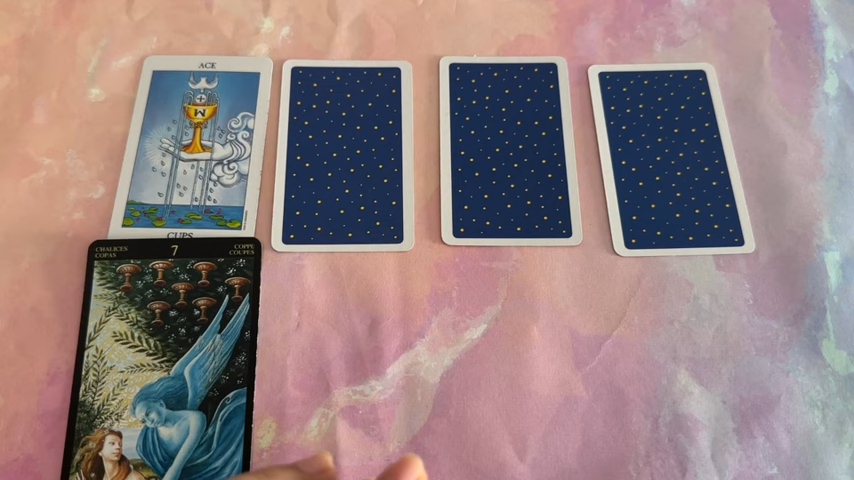 ACE
W
CUPS
CHALICES
COPAS
7
COPPE
COUPES